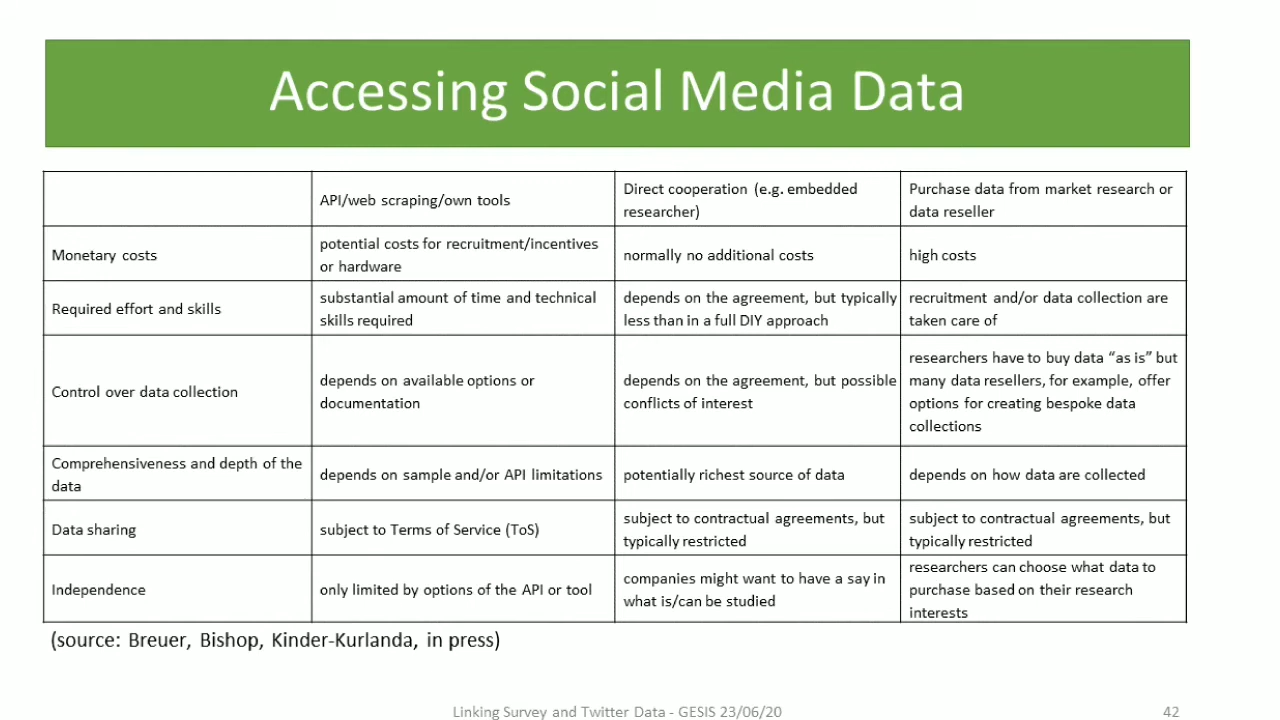 Accessing Social Media Data
API/web scraping/own tools
Direct cooperation (e.g. embedded
researcher)
Purchase data from market research or
data reseller
Monetary costs
potential costs for recruitment/incentives
or hardware
normally no additional costs
high costs
Required effort and skills
substantial amount of time and technical
skills required
depends on the agreement, but typically
less than in a full DIY approach
recruitment and/or data collection are
taken care of
Control over data collection
depends on available options or
documentation
depends on the agreement, but possible
conflicts of interest
researchers have to buy data “as is” but
many data resellers, for example, offer
options for creating bespoke data
collections
Comprehensiveness and depth of the
data
depends on sample and/or API limitations
potentially richest source of data
depends on how data are collected
Data sharing
subject to Terms of Service (ToS)
subject to contractual agreements, but
typically restricted
subject to contractual agreements, but
typically restricted
Independence
only limited by options of the API or tool
companies might want to have a say in
what is/can be studied
researchers can choose what data to
purchase based on their research
interests
(source: Breuer, Bishop, Kinder-Kurlanda, in press)
Linking Survey and Twitter Data - GESIS 23/06/20
42